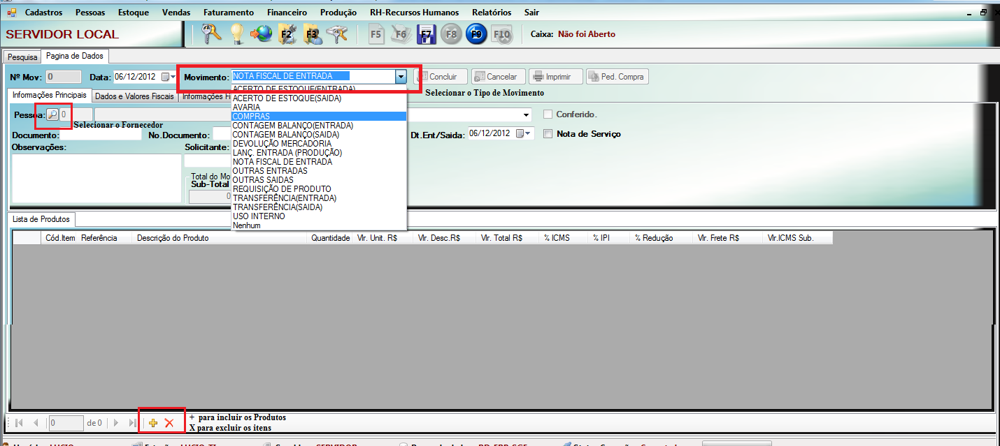 Cadastros Pessoas Estoque Vendas Faturamento Financeiro Produção RH-Recursos Humanos Relatórios Sair
SERVIDOR LOCAL F2 F3 F5 F6 F7 F8 F9 F10 Caixa: Não foi Aberto
Pesquisa Pagina de Dados
Nº Mov: 0 Data: 06/12/2012 Movimento: NOTA FISCAL DE ENTRADA Concluir Cancelar Imprimir Ped. Compra
Selecionar o Tipo de Movimento
Informações Principais Dados e Valores Fiscais Informações
Pessoa: 0 Conferido.
Selecionar o Fornecedor
Documento: No.Documento: Dt.Ent/Saida: 06/12/2012 Nota de Serviço
Observações: Solicitante:
Total do
Sub-Total
0
ACERTO DE ESTOQUE(ENTRADA)
ACERTO DE ESTOQUE(SAIDA)
AVARIA
COMPRAS
CONTAGEM BALANÇO(ENTRADA)
CONTAGEM BALANÇO(SAIDA)
DEVOLUÇÃO MERCADORIA
LANÇ. ENTRADA (PRODUÇÃO)
NOTA FISCAL DE ENTRADA
OUTRAS ENTRADAS
OUTRAS SAIDAS
REQUISIÇÃO DE PRODUTO
TRANSFERÊNCIA(ENTRADA)
TRANSFERÊNCIA(SAIDA)
USO INTERNO
Nenhum
Lista de Produtos
Cód.Item Referência Descrição do Produto Quantidade Vlr. Unit. R$ Vlr. Desc.R$ Vlr. Total R$ % ICMS % IPI % Redução Vlr. Frete R$ Vlr.ICMS Sub.
0 de 0
+ para incluir os Produtos
X para excluir os itens